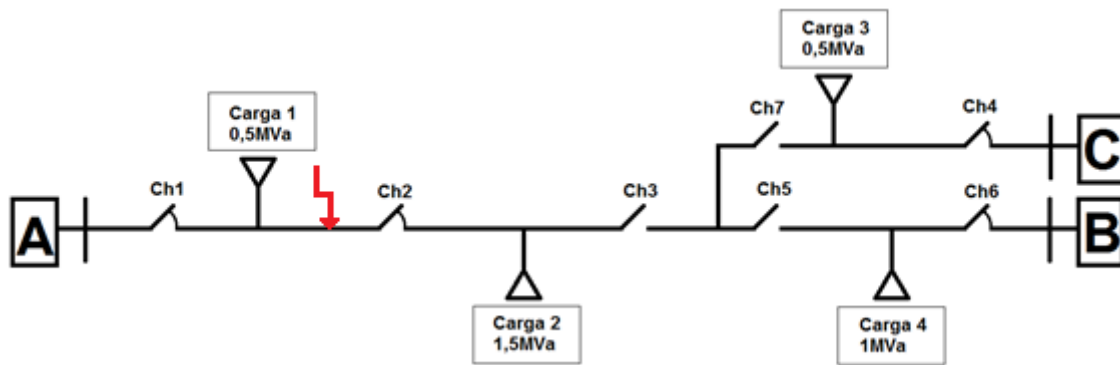 Carga 3
0,5MVa
Carga 1
0,5MVa
Ch7
Ch4
C
Ch1
Ch2
Ch3
Ch5
Ch6
A
B
Carga 2
1,5MVa
Carga 4
1MVa